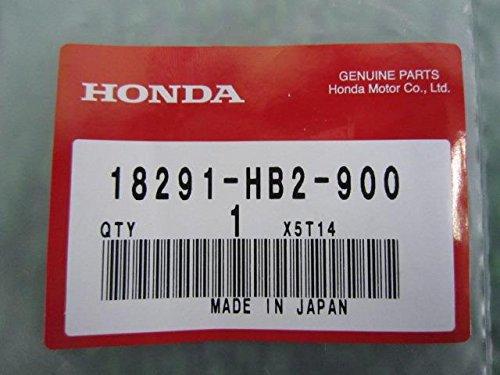 HONDA
GENUINE PARTS
Honda Motor Co., Ltd.
18291-HB2-900
QTY 1 X5T14
MADE IN JAPAN